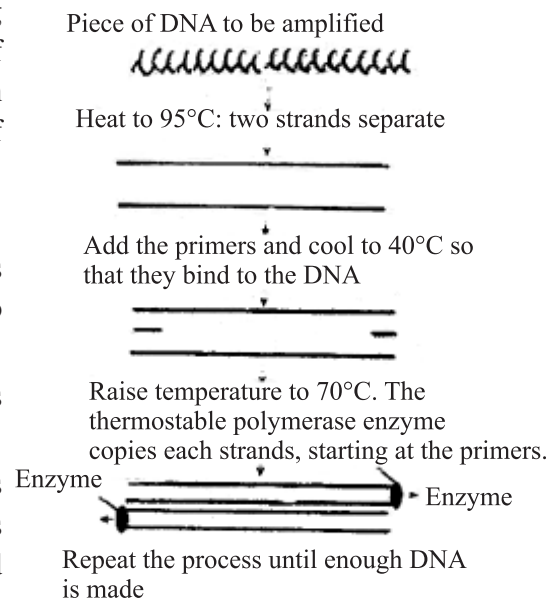 Piece of DNA to be amplified
Heat to 95°C: two strands separate
Add the primers and cool to 40°C so
that they bind to the DNA
Raise temperature to 70°C. The
thermostable polymerase enzyme
copies each strands, starting at the primers.
Enzyme
Enzyme
Repeat the process until enough DNA
is made